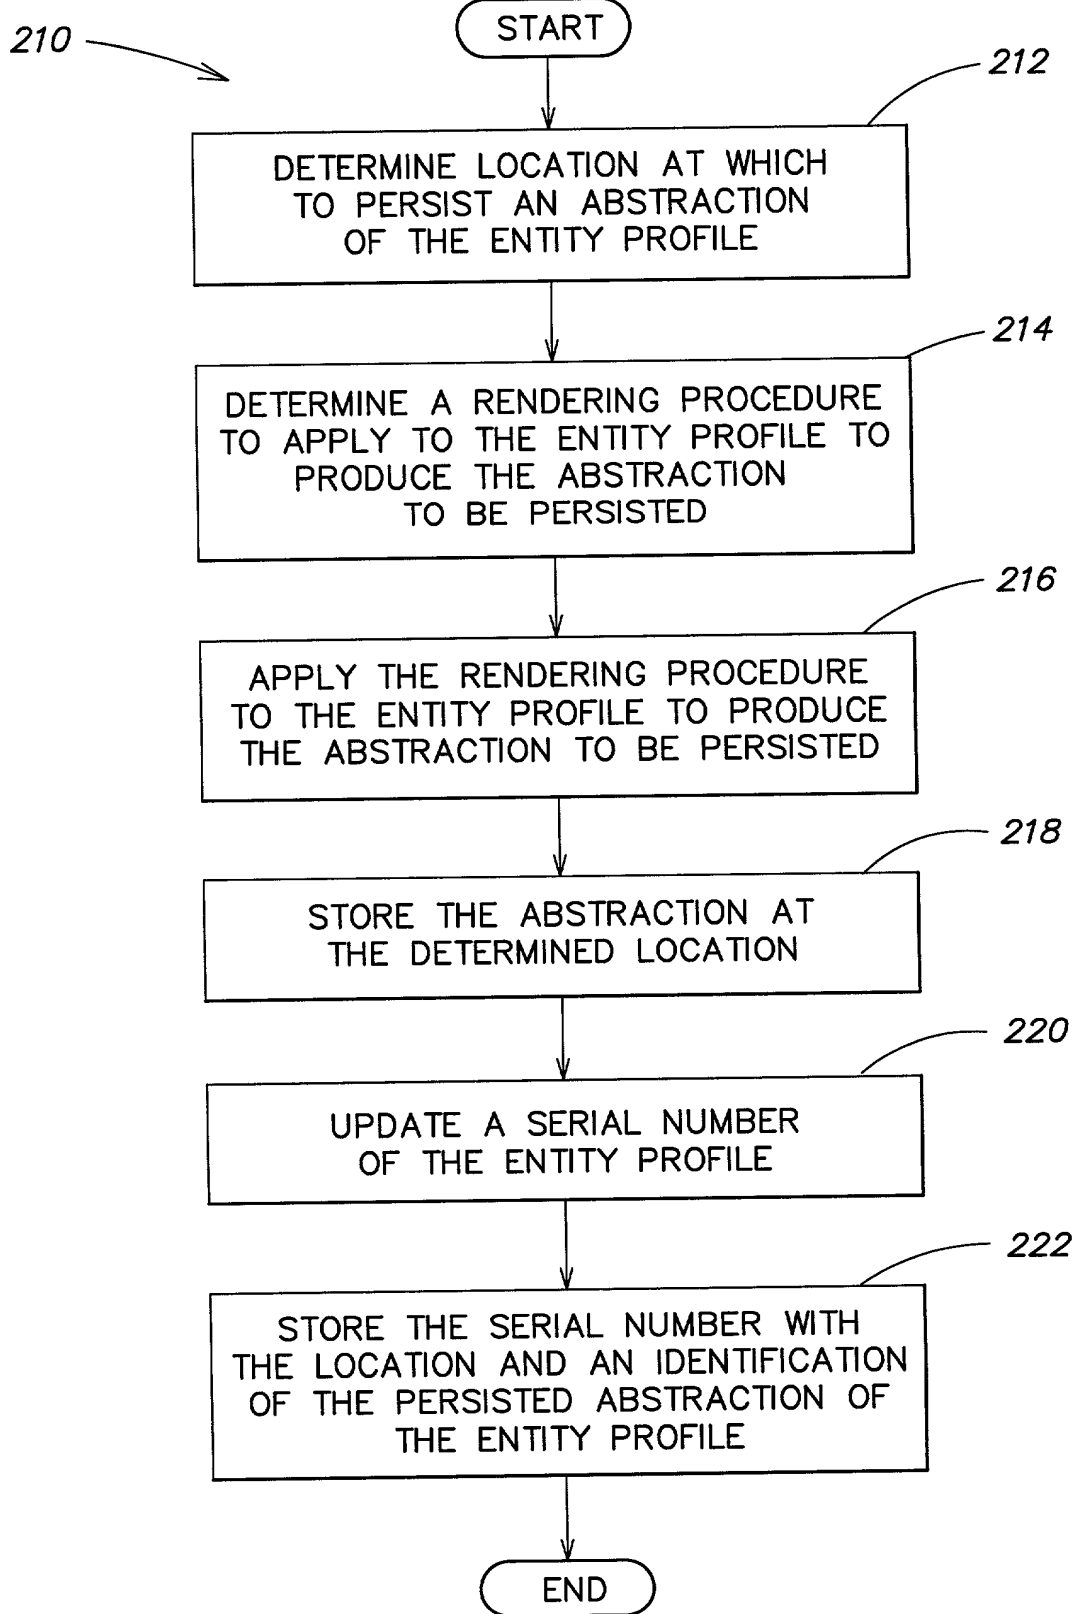 START
210
212
DETERMINE LOCATION AT WHICH
TO PERSIST AN ABSTRACTION
OF THE ENTITY PROFILE
214
DETERMINE A RENDERING PROCEDURE
TO APPLY TO THE ENTITY PROFILE TO
PRODUCE THE ABSTRACTION
TO BE PERSISTED
216
APPLY THE RENDERING PROCEDURE
TO THE ENTITY PROFILE TO PRODUCE
THE ABSTRACTION TO BE PERSISTED
218
STORE THE ABSTRACTION AT
THE DETERMINED LOCATION
220
UPDATE A SERIAL NUMBER
OF THE ENTITY PROFILE
222
STORE THE SERIAL NUMBER WITH
THE LOCATION AND AN IDENTIFICATION
OF THE PERSISTED ABSTRACTION OF
THE ENTITY PROFILE
END